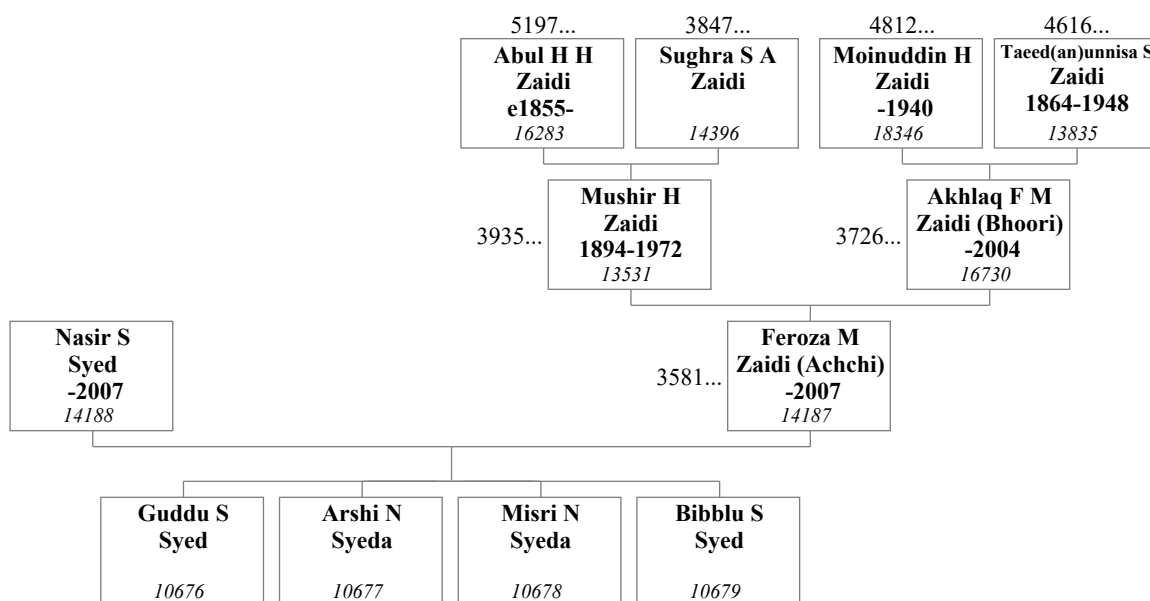 5197...
3847...
4812...
4616...
Abul H H
Zaidi
e1855-
16283
Sughra S A
Zaidi
14396
Moinuddin H
Zaidi
-1940
18346
Taeed(an)unnisa S
Zaidi
1864-1948
13835
3935...
Mushir H
Zaidi
1894-1972
13531
3726...
Akhlaq F M
Zaidi (Bhoori)
-2004
16730
Nasir S
Syed
-2007
14188
3581...
Feroza M
Zaidi (Achchi)
-2007
14187
Guddu S
Syed
10676
Arshi N
Syeda
10677
Misri N
Syeda
10678
Bibblu S
Syed
10679